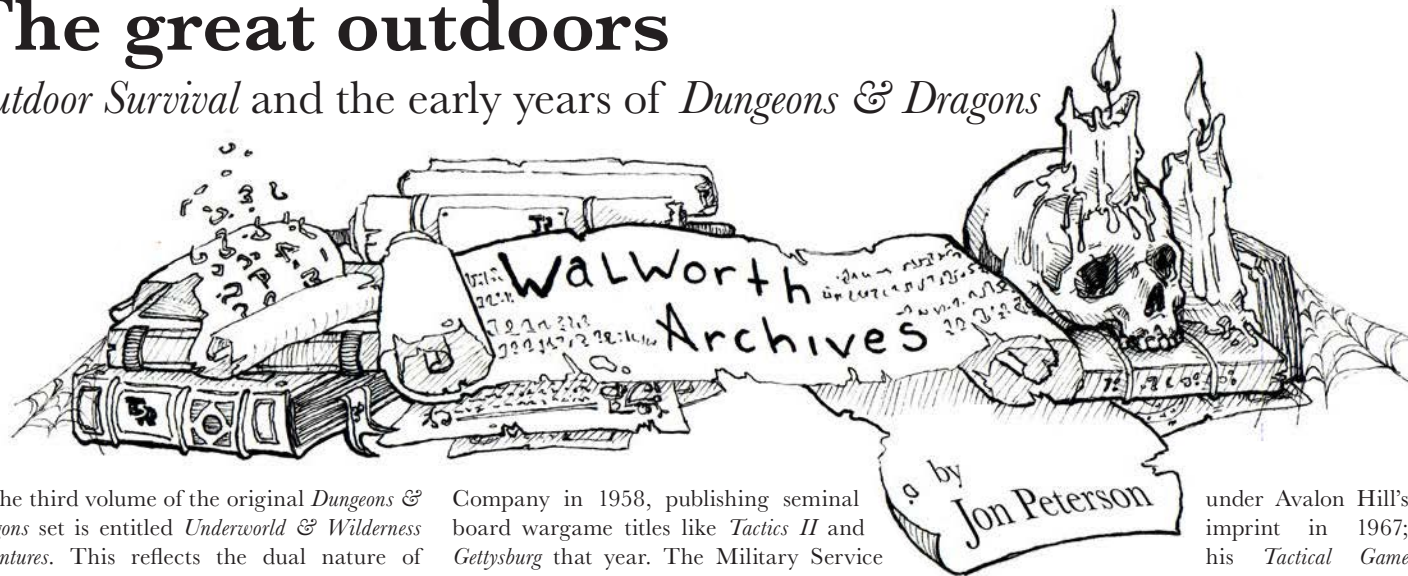 The great outdoors
utdoor Survival and the early years of Dungeons & Dragons
Walworth
Archives
by
Jon Peterson
he third volume of the original Dungeons &
gons set is entitled Underworld & Wilderness
ntures. This reflects the dual nature of
Company in 1958, publishing seminal
board wargame titles like Tactics II and
Gettysburg that year. The Military Service
under Avalon Hill's
imprint in 1967;
his Tactical Game